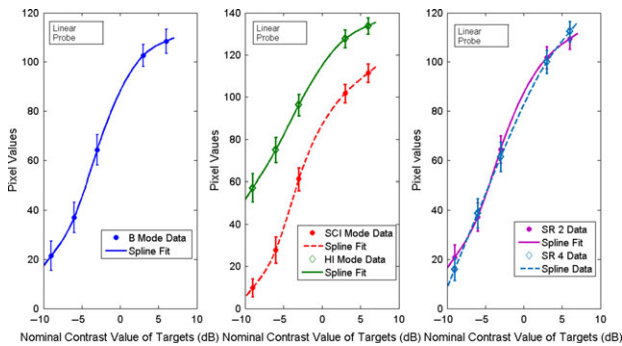 120
100
80
60
40
20
0
Linear
Probe
B Mode Data
Spline Fit
−10 −5 0 5 10
Nominal Contrast Value of Targets (dB)
Pixel Values
140
120
100
80
60
40
20
0
Linear
Probe
SCI Mode Data
Spline Fit
HI Mode Data
Spline Fit
−10 −5 0 5 10
Nominal Contrast Value of Targets (dB)
Pixel Values
120
100
80
60
40
20
0
Linear
Probe
SR 2 Data
Spline Fit
SR 4 Data
Spline Data
−10 −5 0 5 10
Nominal Contrast Value of Targets (dB)
Pixel Values